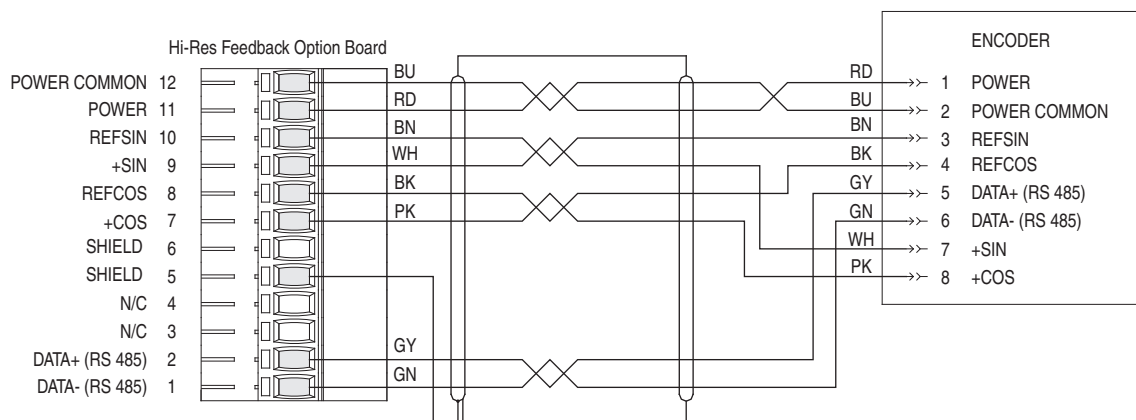 Hi-Res Feedback Option Board
POWER COMMON 12
POWER 11
REFSIN 10
+SIN 9
REFCOS 8
+COS 7
SHIELD 6
SHIELD 5
N/C 4
N/C 3
DATA+ (RS 485) 2
DATA- (RS 485) 1
BU
RD
BN
WH
BK
PK
GY
GN
ENCODER
RD 1 POWER
BU 2 POWER COMMON
BN 3 REFSIN
BK 4 REFCOS
GY 5 DATA+ (RS 485)
GN 6 DATA- (RS 485)
WH 7 +SIN
PK 8 +COS